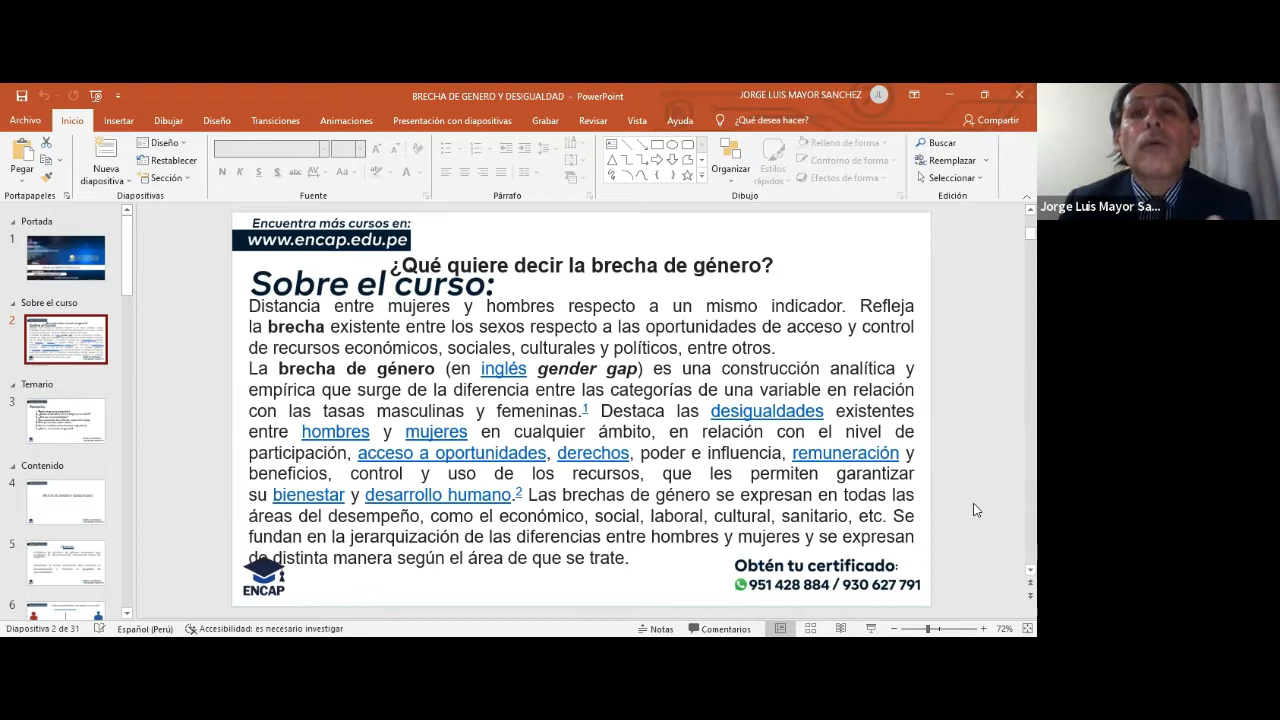 BRECHA DE GENERO Y DESIGUALDAD - PowerPoint
JORGE LUIS MAYOR SANCHEZ
JL
Archivo
Inicio
Insertar
Dibujar
Diseño
Transiciones
Animaciones
Presentación con diapositivas
Grabar
Revisar
Vista
Ayuda
¿Qué desea hacer?
Compartir
Pegar
Nueva
diapositiva
Diseño
Restablecer
Sección
N K S
Aa
Organizar
Estilos
rápidos
Relleno de forma
Contorno de forma
Efectos de forma
Buscar
Reemplazar
Seleccionar
Portapapeles
Diapositivas
Fuente
Párrafo
Dibujo
Edición
Jorge Luis Mayor Sa...
Portada
1
Sobre el curso
2
Temario
3
Contenido
4
5
6
Encuentra más cursos en:
www.encap.edu.pe
¿Qué quiere decir la brecha de género?
Sobre el curso:
Distancia entre mujeres y hombres respecto a un mismo indicador. Refleja
la brecha existente entre los sexos respecto a las oportunidades de acceso y control
de recursos económicos, sociales, culturales y políticos, entre otros.
La brecha de género (en inglés gender gap) es una construcción analítica y
empírica que surge de la diferencia entre las categorías de una variable en relación
con las tasas masculinas y femeninas.1 Destaca las desigualdades existentes
entre hombres y mujeres en cualquier ámbito, en relación con el nivel de
participación, acceso a oportunidades, derechos, poder e influencia, remuneración y
beneficios, control y uso de los recursos, que les permiten garantizar
su bienestar y desarrollo humano.2 Las brechas de género se expresan en todas las
áreas del desempeño, como el económico, social, laboral, cultural, sanitario, etc. Se
fundan en la jerarquización de las diferencias entre hombres y mujeres y se expresan
de distinta manera según el área de que se trate.
ENCAP
Obtén tu certificado:
951 428 884 / 930 627 791
Diapositiva 2 de 31
Español (Perú)
Accesibilidad: es necesario investigar
Notas
Comentarios
72%